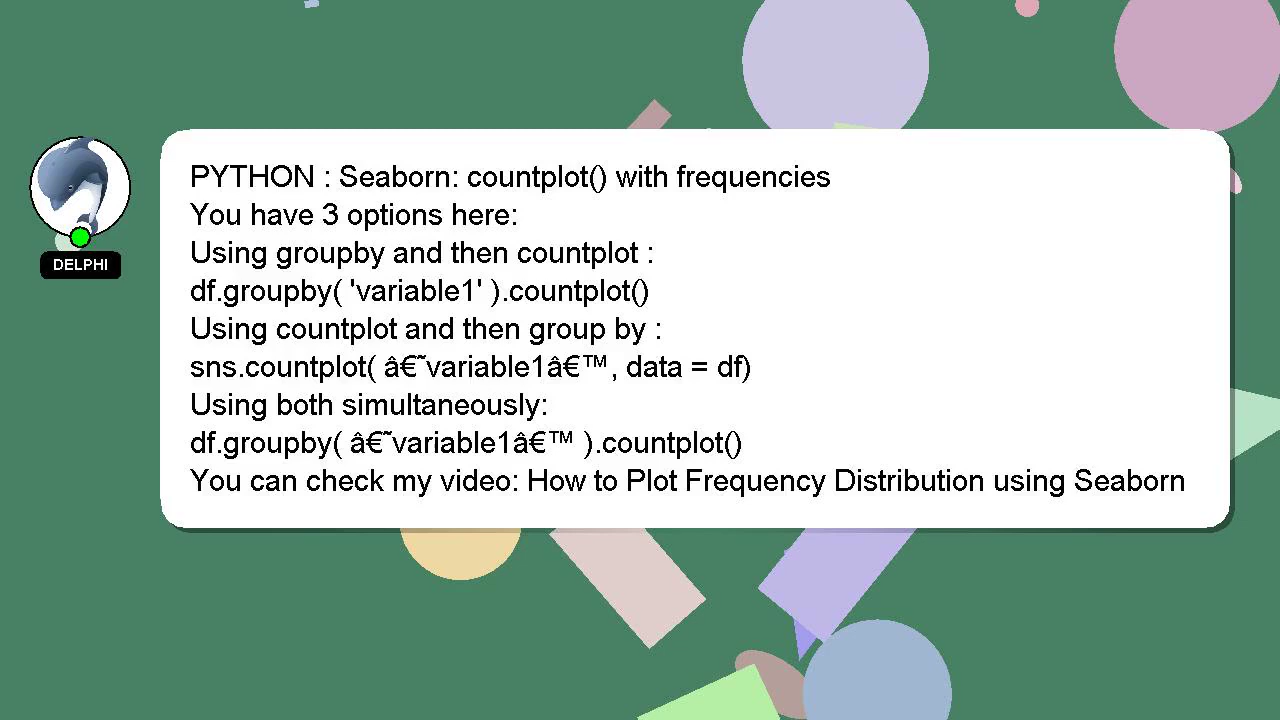 PYTHON : Seaborn: countplot() with frequencies
You have 3 options here:
Using groupby and then countplot :
df.groupby( 'variable1' ).countplot()
Using countplot and then group by :
sns.countplot( â€˜variable1â€™, data = df)
Using both simultaneously:
df.groupby( â€˜variable1â€™ ).countplot()
You can check my video: How to Plot Frequency Distribution using Seaborn
DELPHI